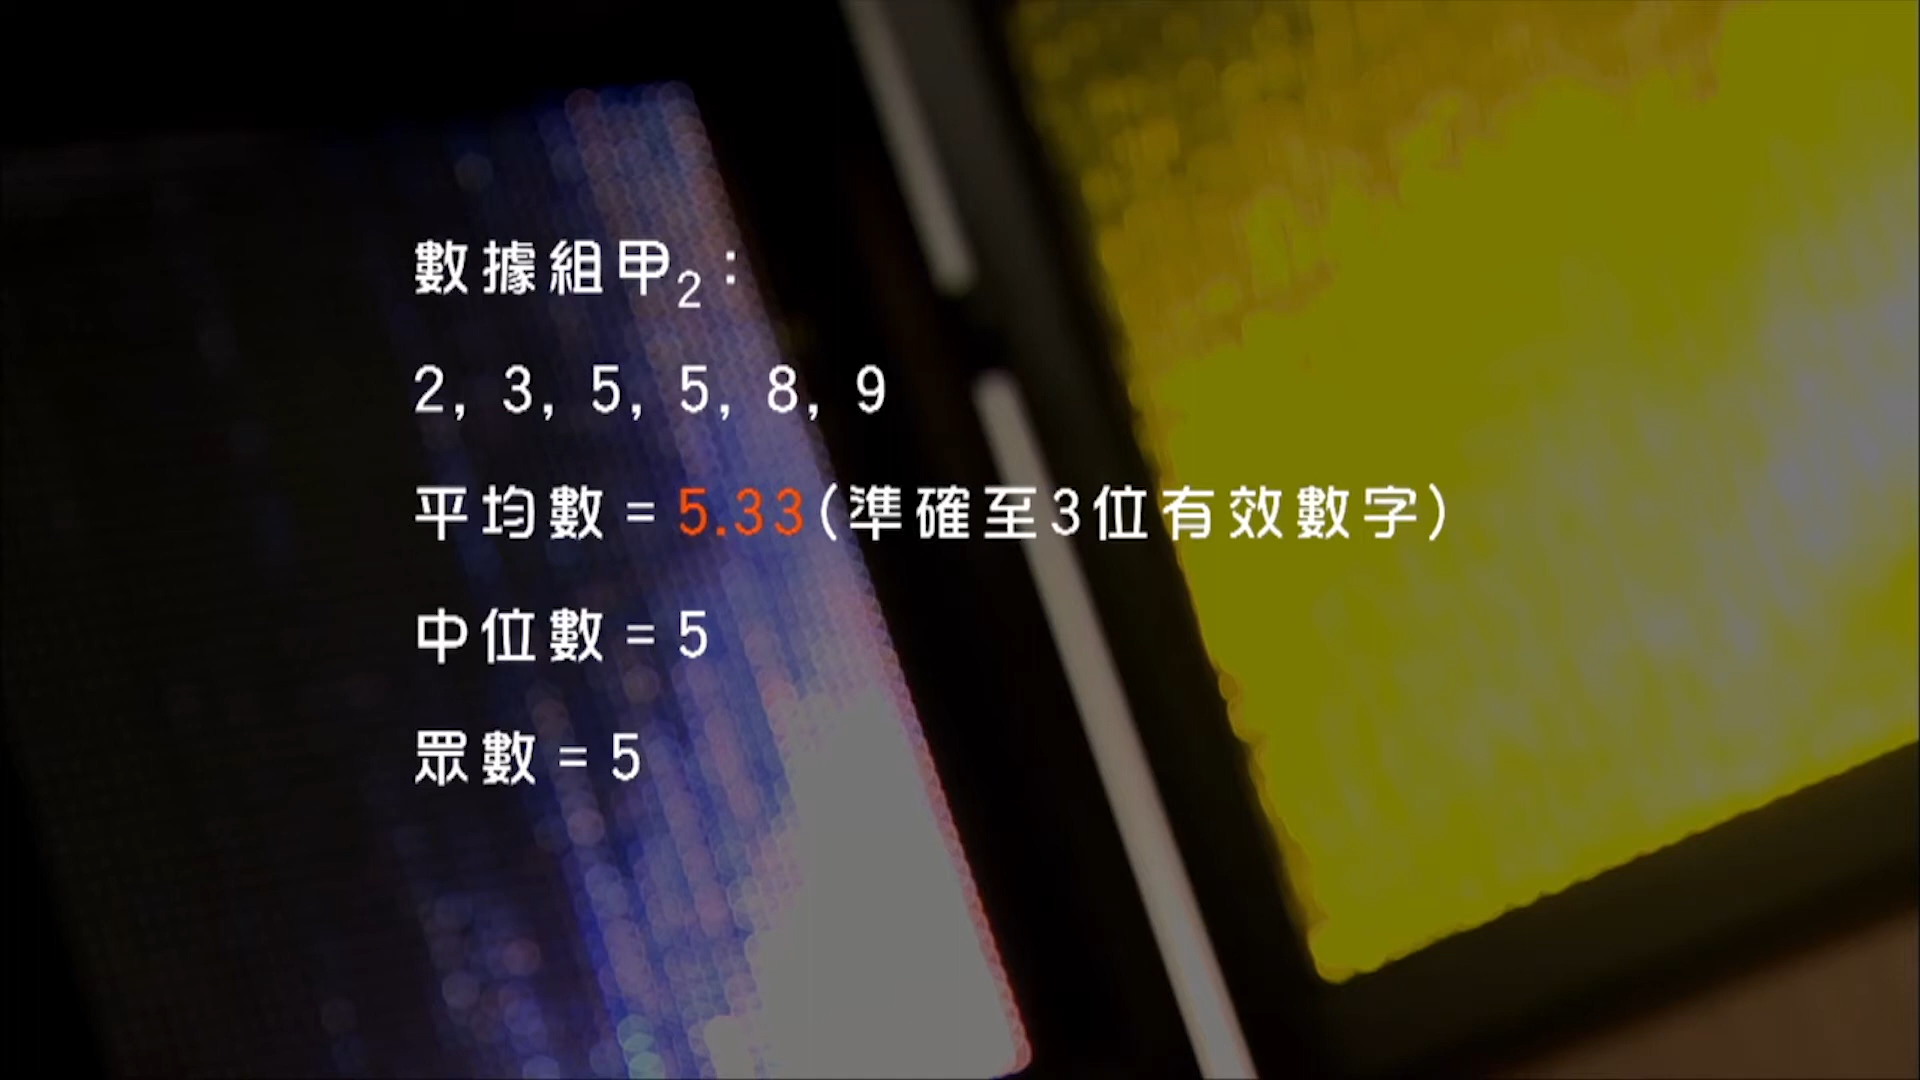 數據組甲₂：
2, 3, 5, 5, 8, 9
平均數 = 5.33(準確至3位有效數字)
中位數 = 5
眾數 = 5